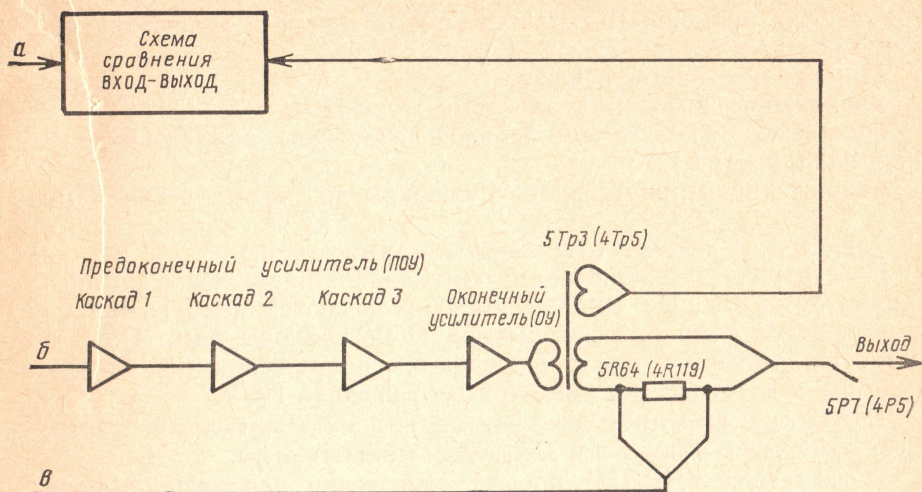 а
Схема
сравнения
ВХОД-ВЫХОД
5Тр3 (4Тр5)
Предоконечный усилитель (ПОУ)
Каскад 1 Каскад 2 Каскад 3
Оконечный
усилитель (ОУ)
б
5R64 (4R119)
Выход
5Р7 (4Р5)
в